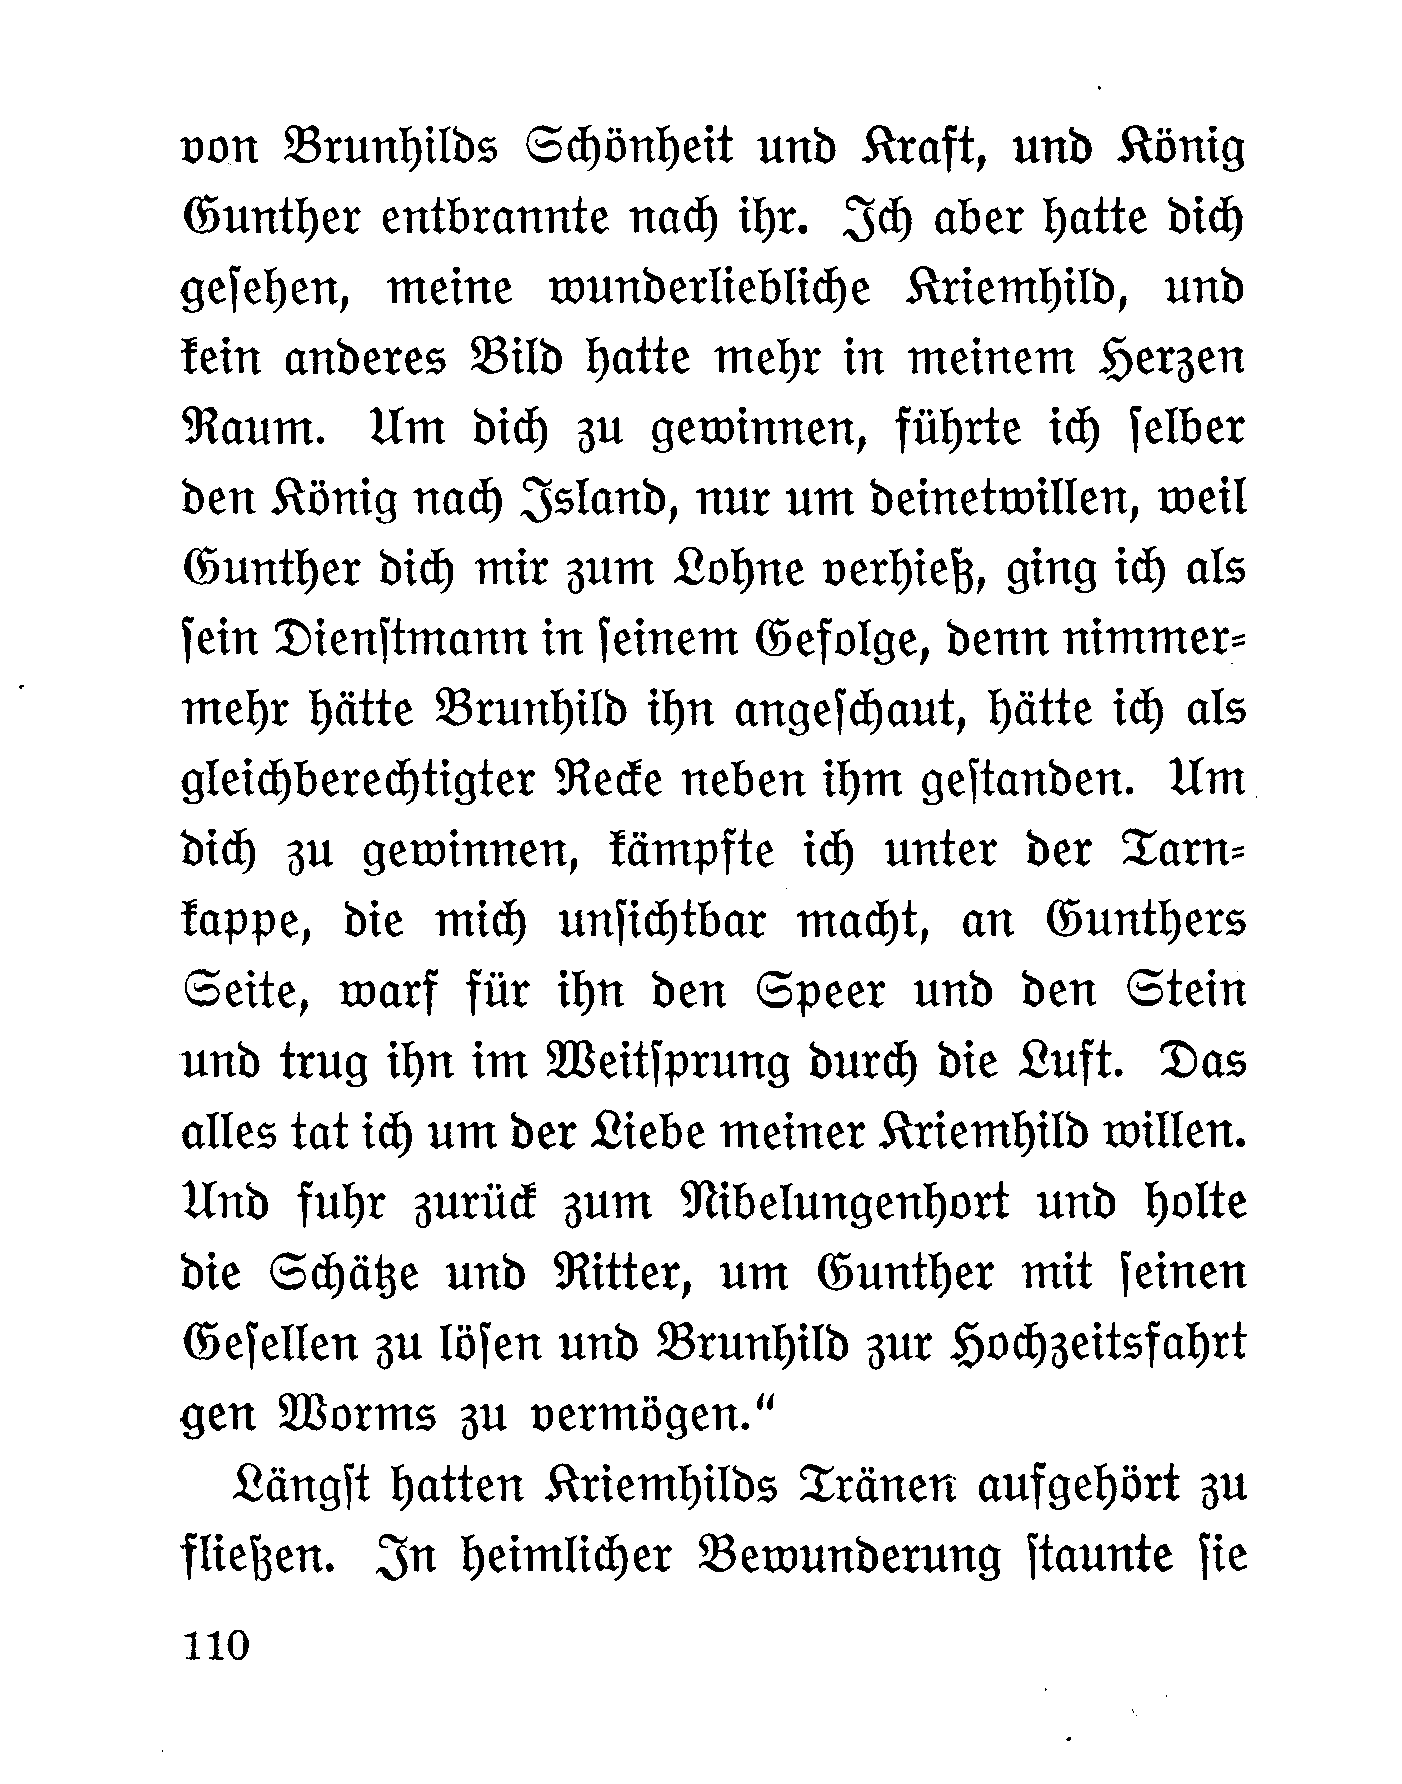 von Brunhilds Schönheit und Kraft, und König
Gunther entbrannte nach ihr. Ich aber hatte dich
geſehen, meine wunderliebliche Kriemhild, und
kein anderes Bild hatte mehr in meinem Herzen
Raum. Um dich zu gewinnen, führte ich ſelber
den König nach Island, nur um deinetwillen, weil
Gunther dich mir zum Lohne verhieß, ging ich als
ſein Dienſtmann in ſeinem Gefolge, denn nimmer⸗
mehr hätte Brunhild ihn angeſchaut, hätte ich als
gleichberechtigter Recke neben ihm geſtanden. Um
dich zu gewinnen, kämpfte ich unter der Tarn⸗
kappe, die mich unſichtbar macht, an Gunthers
Seite, warf für ihn den Speer und den Stein
und trug ihn im Weitſprung durch die Luft. Das
alles tat ich um der Liebe meiner Kriemhild willen.
Und fuhr zurück zum Nibelungenhort und holte
die Schätze und Ritter, um Gunther mit ſeinen
Geſellen zu löſen und Brunhild zur Hochzeitsfahrt
gen Worms zu vermögen.“
Längſt hatten Kriemhilds Tränen aufgehört zu
fließen. In heimlicher Bewunderung ſtaunte ſie
110